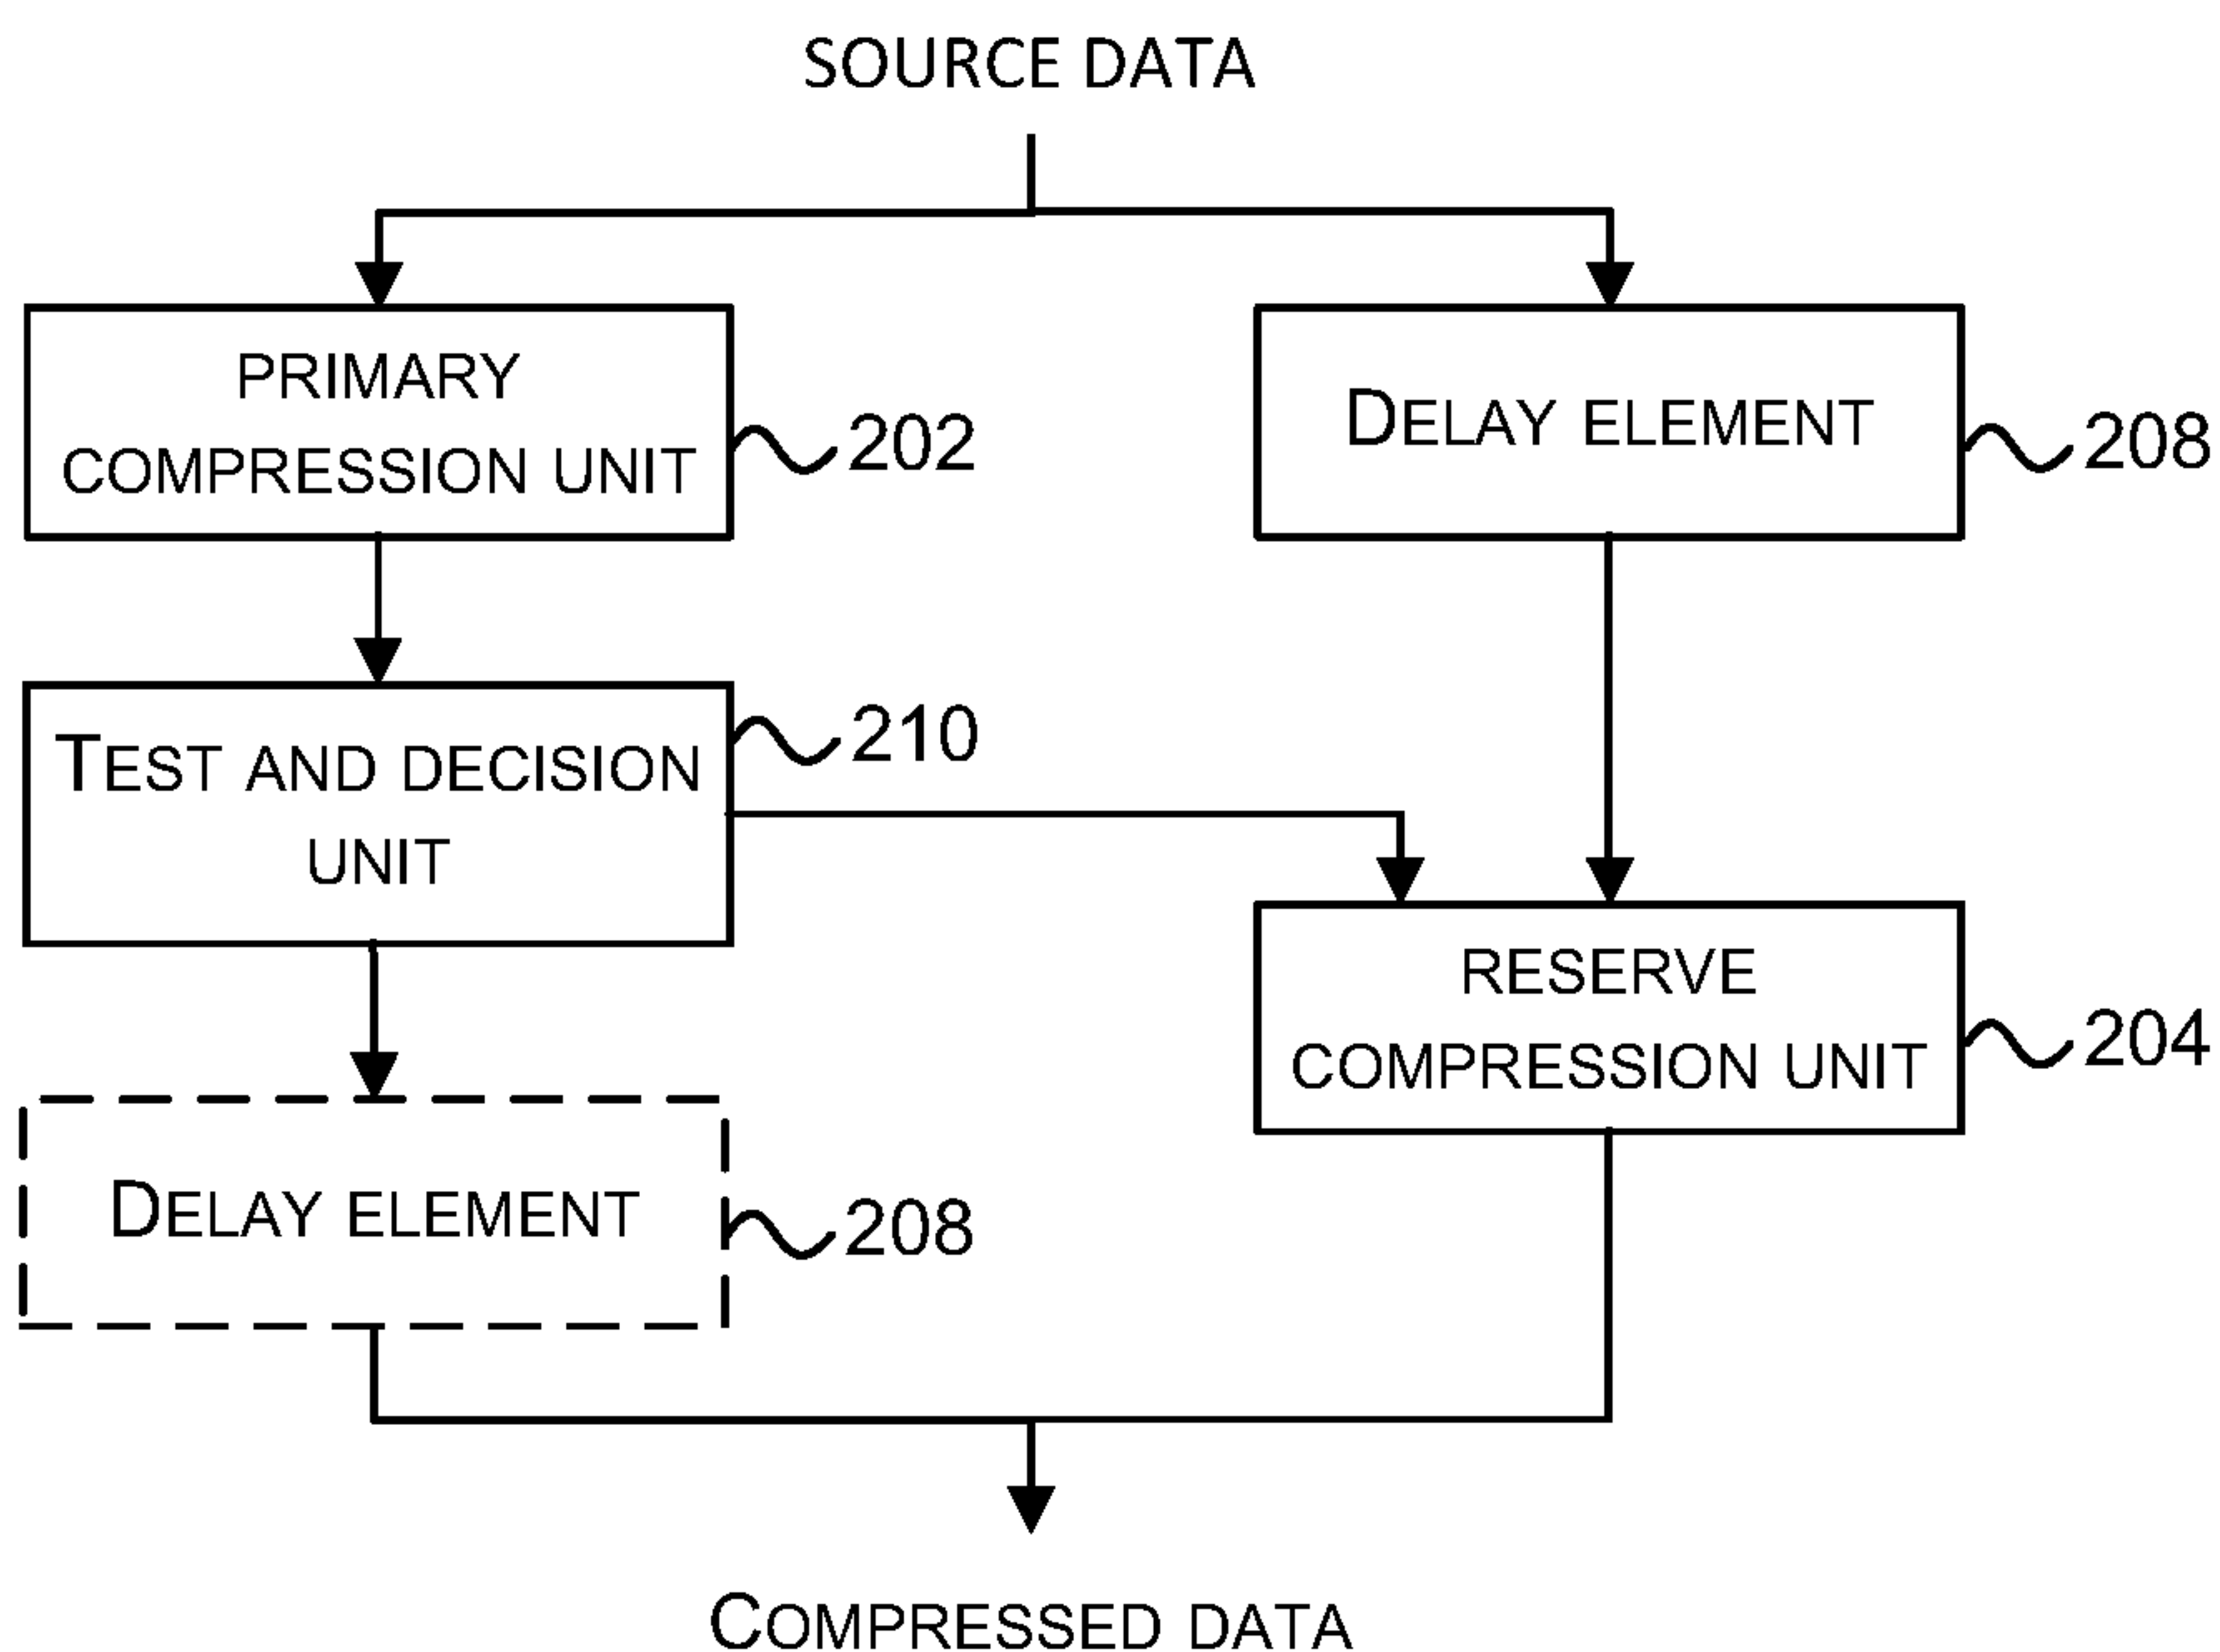 SOURCE DATA
PRIMARY
COMPRESSION UNIT
202
DELAY ELEMENT
208
TEST AND DECISION
UNIT
210
RESERVE
COMPRESSION UNIT
204
DELAY ELEMENT
208
COMPRESSED DATA